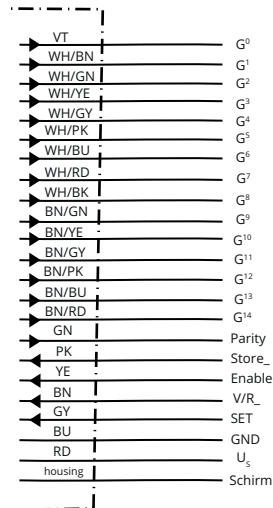 VT G⁰
WH/BN G¹
WH/GN G²
WH/YE G³
WH/GY G⁴
WH/PK G⁵
WH/BU G⁶
WH/RD G⁷
WH/BK G⁸
BN/GN G⁹
BN/YE G¹⁰
BN/GY G¹¹
BN/PK G¹²
BN/BU G¹³
BN/RD G¹⁴
GN Parity
PK Store_
YE Enable
BN V/R_
GY SET
BU GND
RD Uₛ
housing Schirm